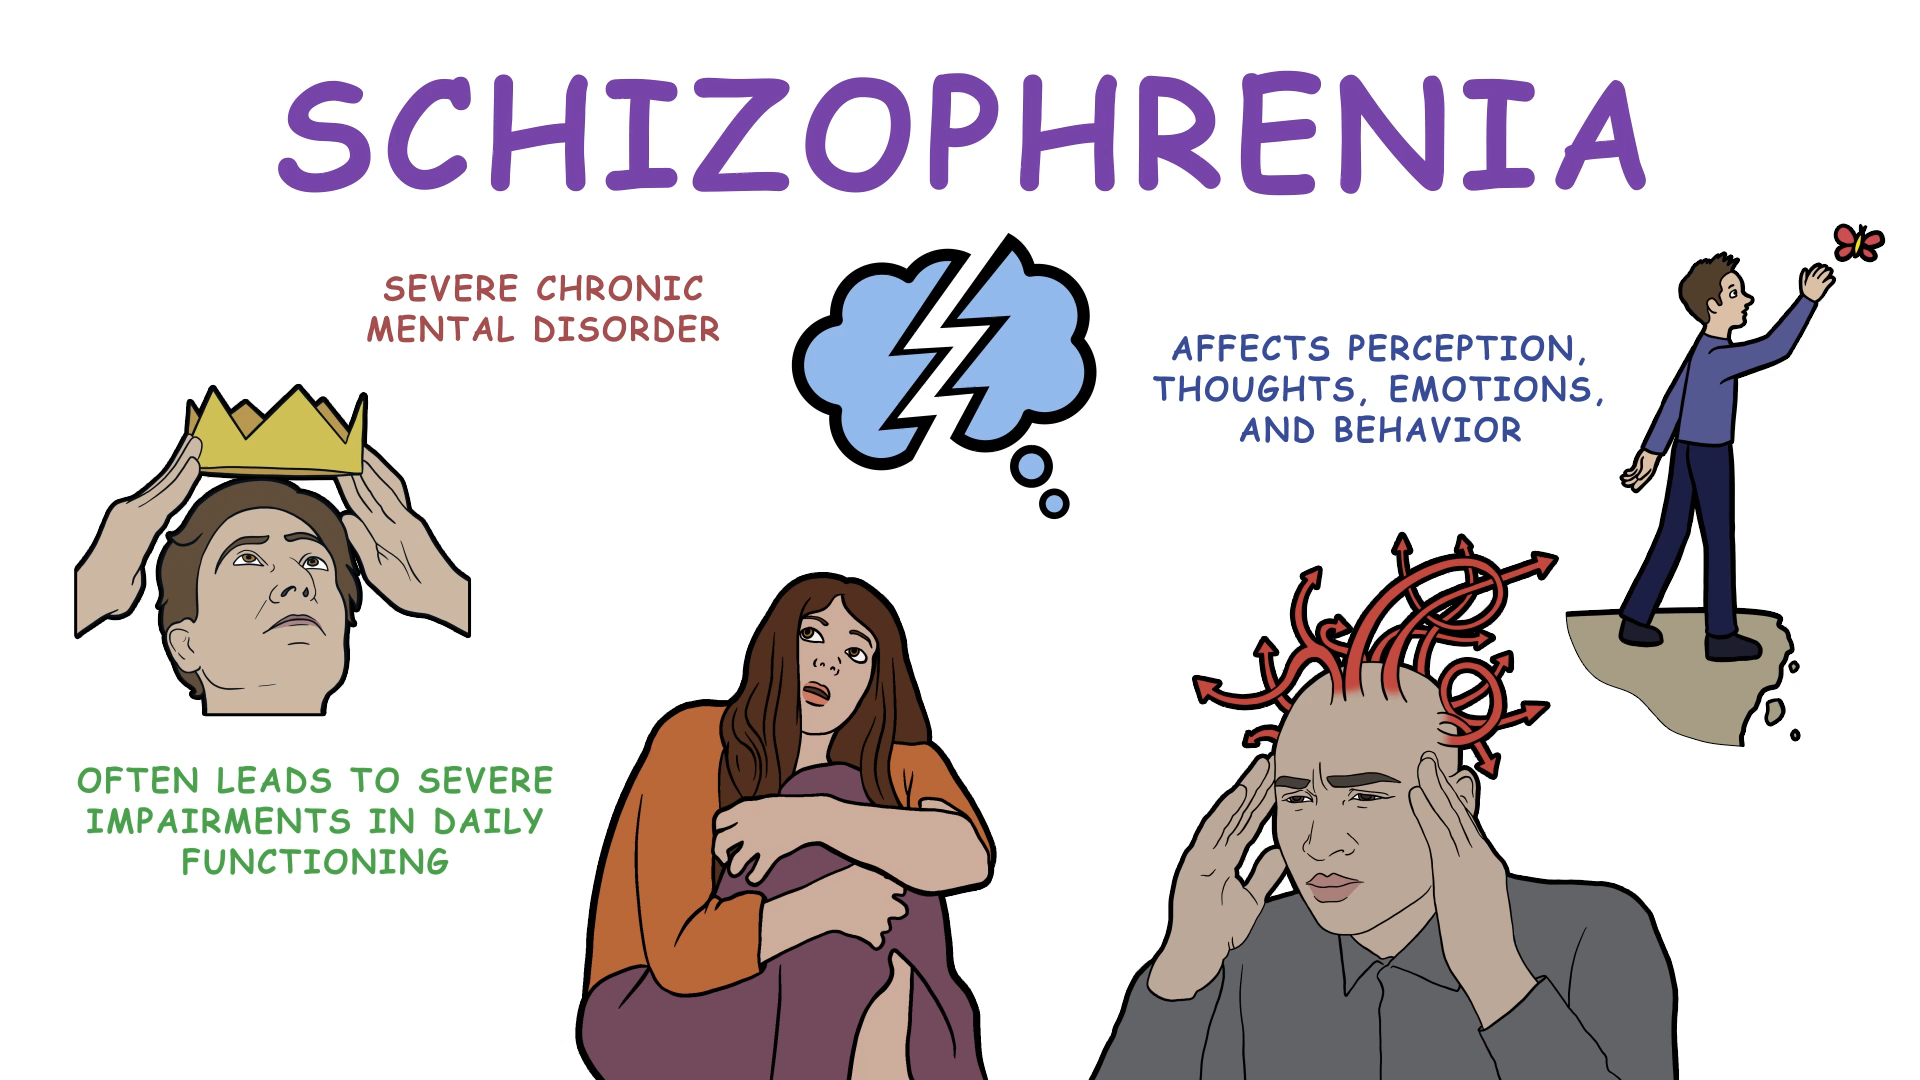 SCHIZOPHRENIA
SEVERE CHRONIC
MENTAL DISORDER
AFFECTS PERCEPTION,
THOUGHTS, EMOTIONS,
AND BEHAVIOR
OFTEN LEADS TO SEVERE
IMPAIRMENTS IN DAILY
FUNCTIONING